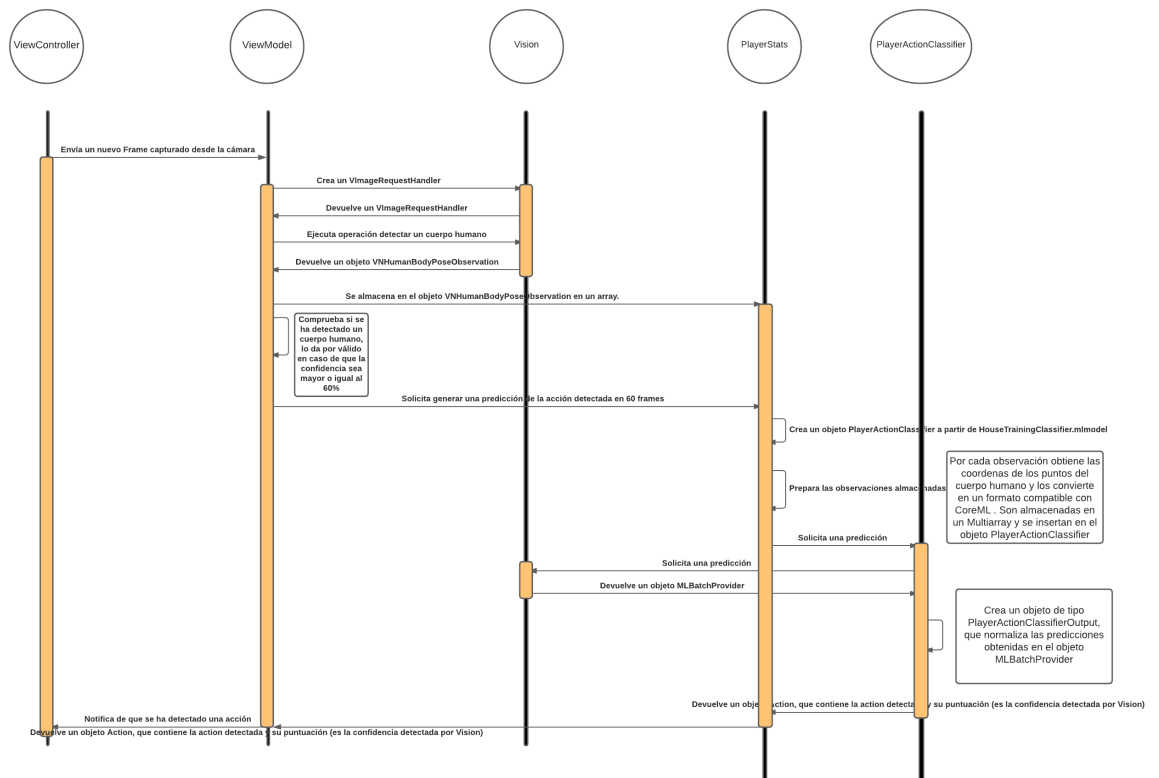 ViewController
ViewModel
Vision
PlayerStats
PlayerActionClassifier
Envía un nuevo Frame capturado desde la cámara
Crea un VImageRequestHandler
Devuelve un VImageRequestHandler
Ejecuta operación detectar un cuerpo humano
Devuelve un objeto VNHumanBodyPoseObservation
Se almacena en el objeto VNHumanBodyPoseObservation en un array.
Comprueba si se
ha detectado un
cuerpo humano,
lo da por válido
en caso de que la
confidencia sea
mayor o igual al
60%
Solicita generar una predicción de la acción detectada en 60 frames
Crea un objeto PlayerActionClassifier a partir de HouseTrainingClassifier.mlmodel
Prepara las observaciones almacenadas
Por cada observación obtiene las
coordenas de los puntos del
cuerpo humano y los convierte
en un formato compatible con
CoreML . Son almacenadas en
un Multiarray y se insertan en el
objeto PlayerActionClassifier
Solicita una predicción
Solicita una predicción
Devuelve un objeto MLBatchProvider
Crea un objeto de tipo
PlayerActionClassifierOutput,
que normaliza las predicciones
obtenidas en el objeto
MLBatchProvider
Devuelve un objeto Action, que contiene la action detectada y su puntuación (es la confidencia detectada por Vision)
Notifica de que se ha detectado una acción
Devuelve un objeto Action, que contiene la action detectada y su puntuación (es la confidencia detectada por Vision)